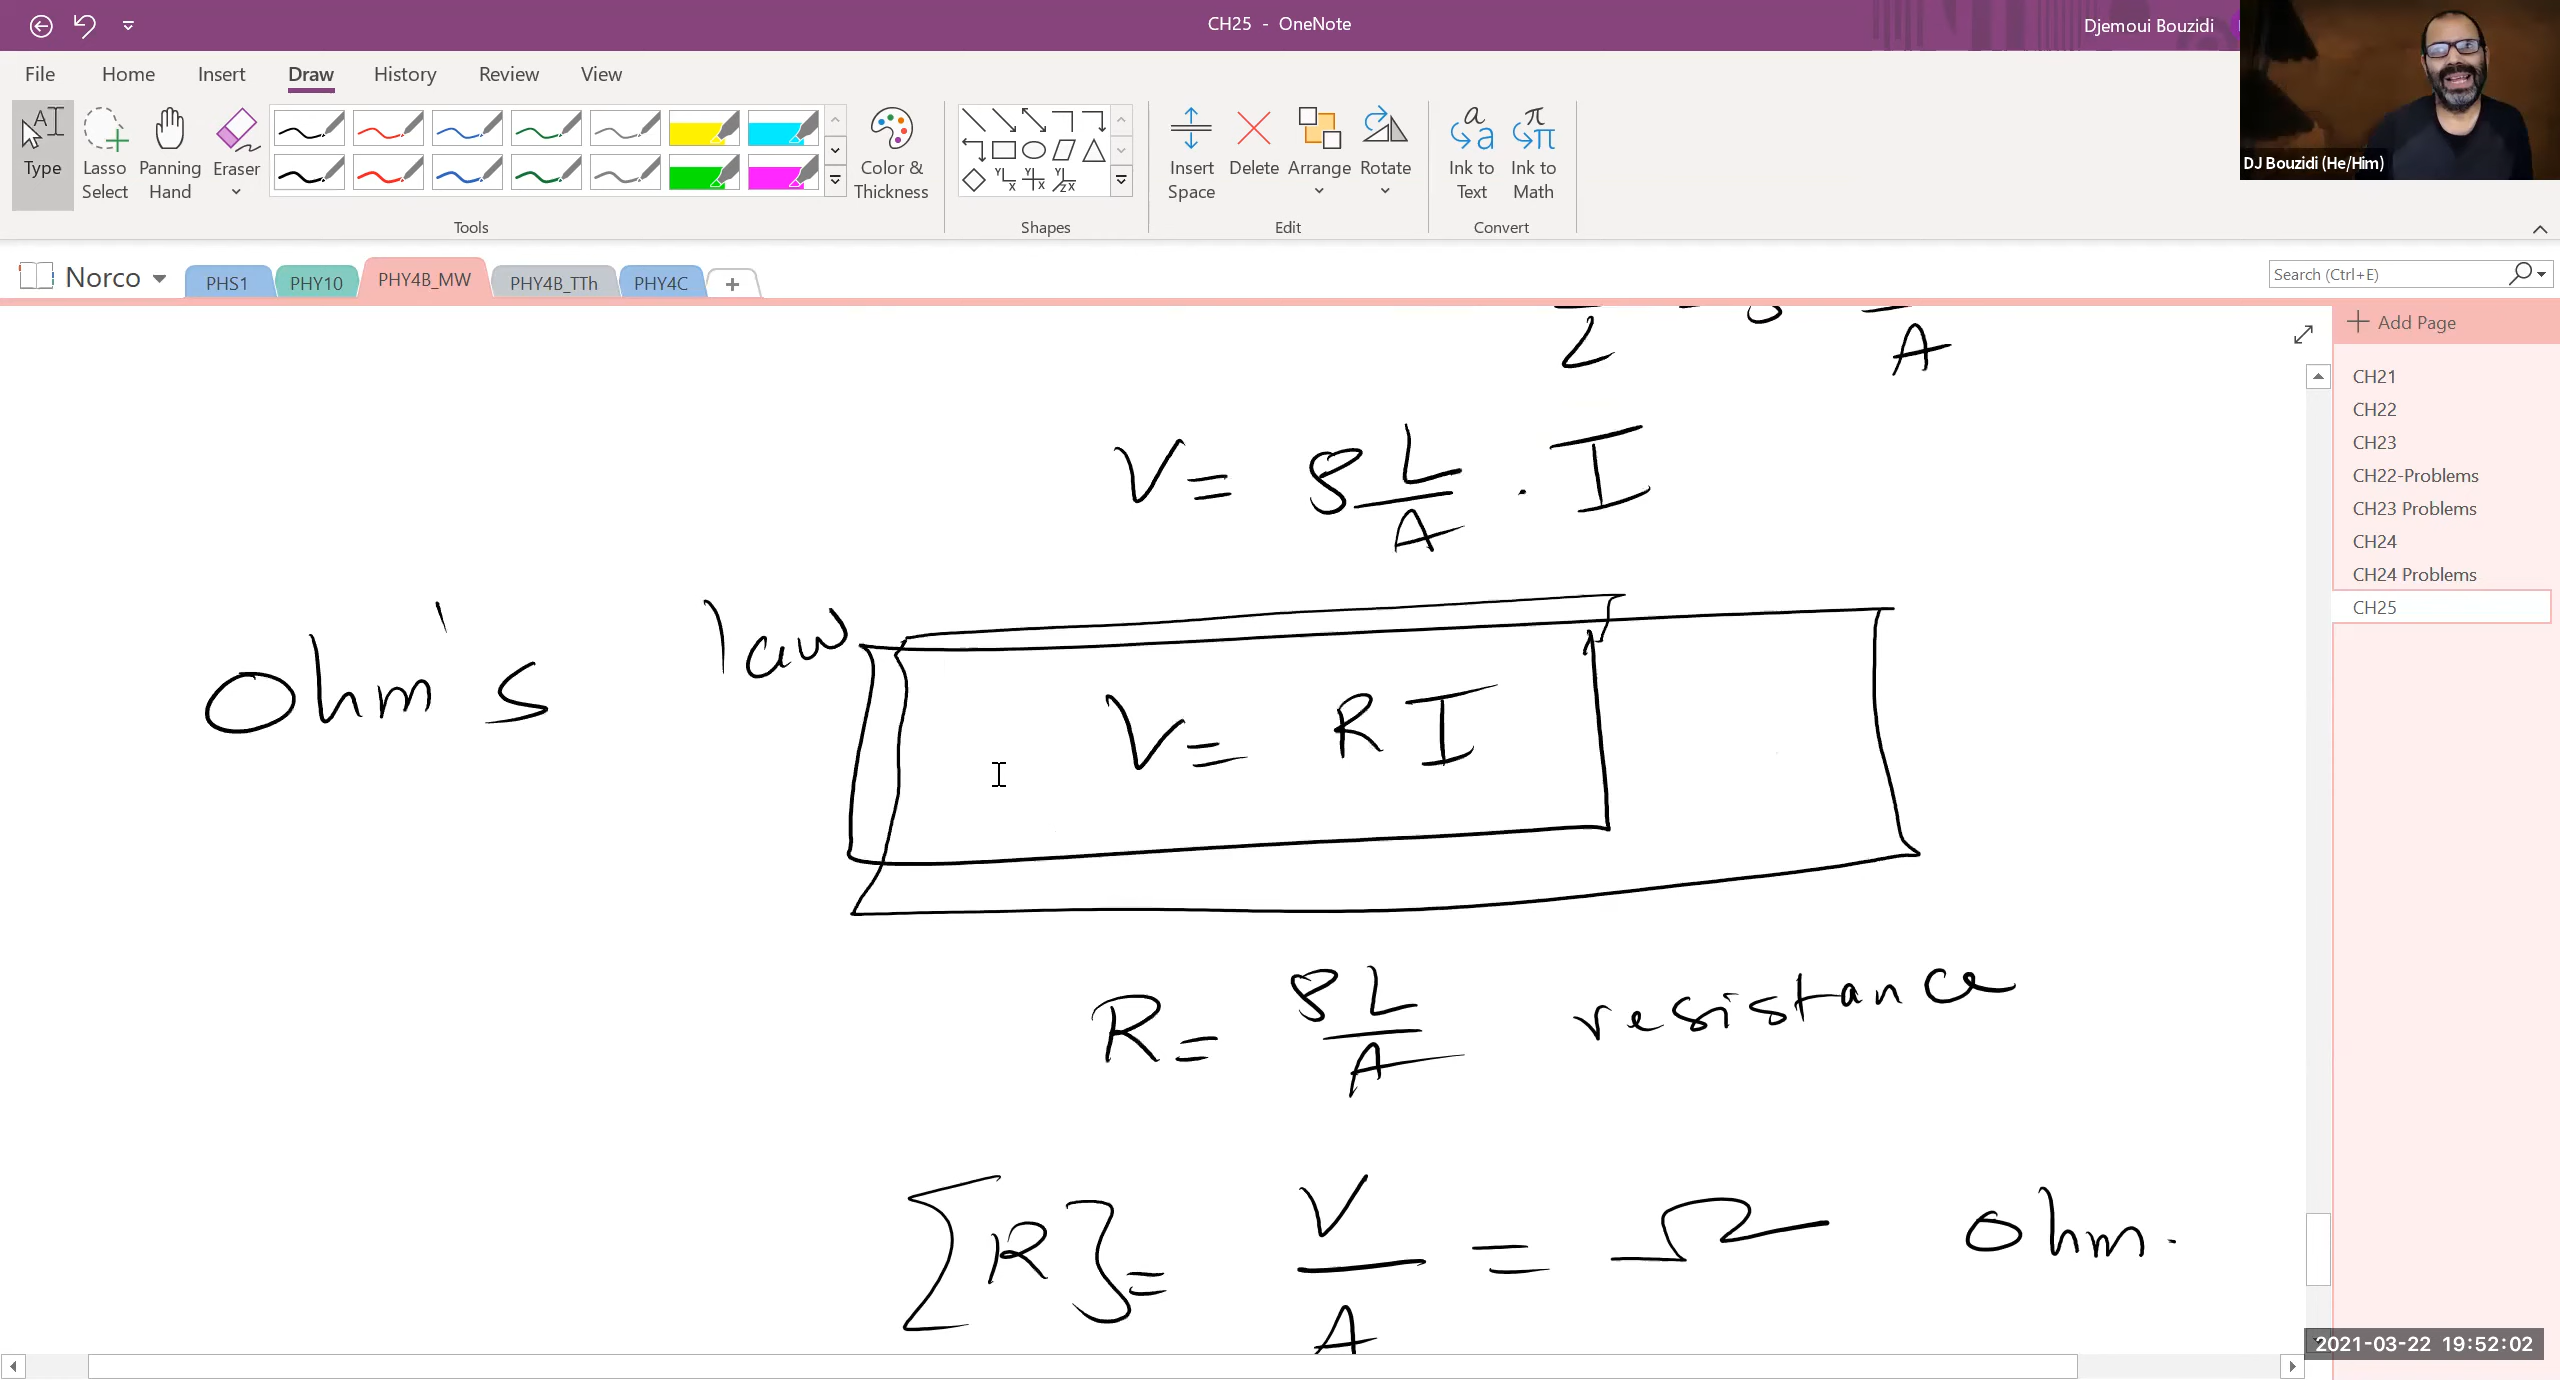 CH25 - OneNote
Djemoui Bouzidi
DJ Bouzidi (He/Him)
File Home Insert Draw History Review View
Type
Lasso Select
Panning Hand
Eraser
Color & Thickness
Insert Space
Delete
Arrange
Rotate
Ink to Text
Ink to Math
Tools Shapes Edit Convert
Norco PHS1 PHY10 PHY4B_MW PHY4B_TTh PHY4C +
Search (Ctrl+E)
Add Page
CH21
CH22
CH23
CH22-Problems
CH23 Problems
CH24
CH24 Problems
CH25
A
V = ρ L/A · I
Ohm's law
V = R I
R = ρL/A resistance
[R] = V/A = Ω Ohm.
2021-03-22 19:52:02